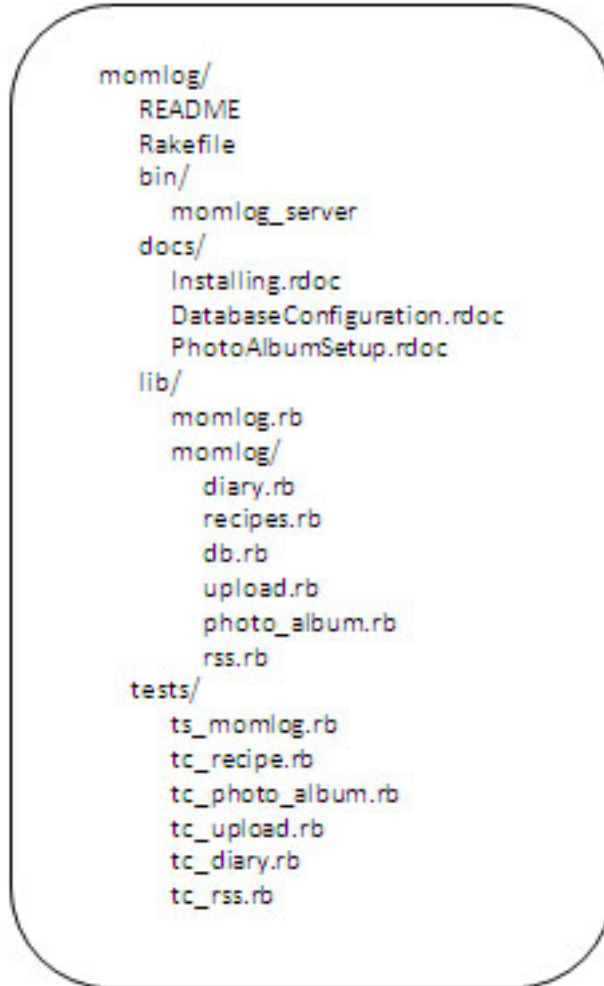 momlog/
README
Rakefile
bin/
momlog_server
docs/
Installing.rdoc
DatabaseConfiguration.rdoc
PhotoAlbumSetup.rdoc
lib/
momlog.rb
momlog/
diary.rb
recipes.rb
db.rb
upload.rb
photo_album.rb
rss.rb
tests/
ts_momlog.rb
tc_recipe.rb
tc_photo_album.rb
tc_upload.rb
tc_diary.rb
tc_rss.rb